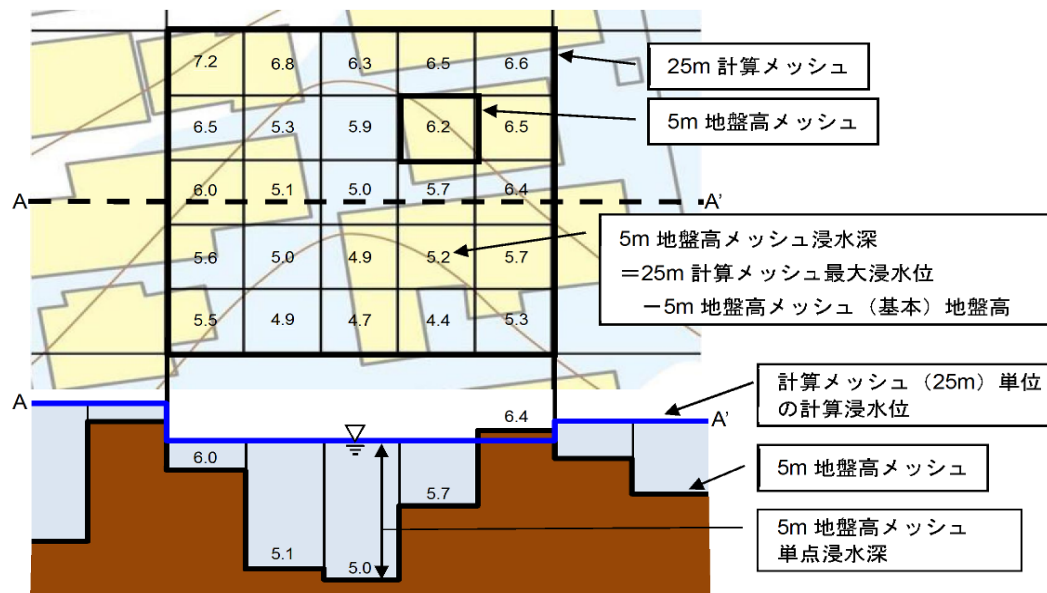 7.2 6.8 6.3 6.5 6.6
25m 計算メッシュ
6.5 5.3 5.9 6.2 6.5
5m 地盤高メッシュ
6.0 5.1 5.0 5.7 6.4
A A’
5m 地盤高メッシュ浸水深
=25m 計算メッシュ最大浸水位
-5m 地盤高メッシュ(基本)地盤高
5.6 5.0 4.9 5.2 5.7
5.5 4.9 4.7 4.4 5.3
計算メッシュ(25m)単位
の計算浸水位
A A’
6.4
6.0
5.7
5.1
5.0
5m 地盤高メッシュ
5m 地盤高メッシュ
単点浸水深